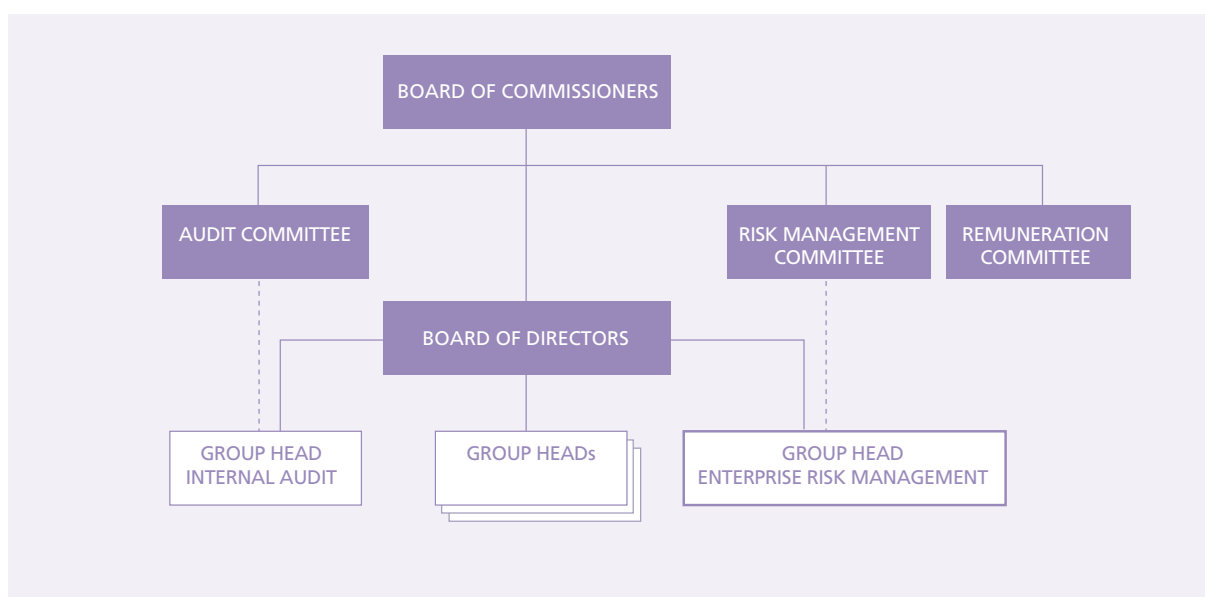 BOARD OF COMMISSIONERS
AUDIT COMMITTEE
RISK MANAGEMENT
COMMITTEE
REMUNERATION
COMMITTEE
BOARD OF DIRECTORS
GROUP HEAD
INTERNAL AUDIT
GROUP HEADs
GROUP HEAD
ENTERPRISE RISK MANAGEMENT